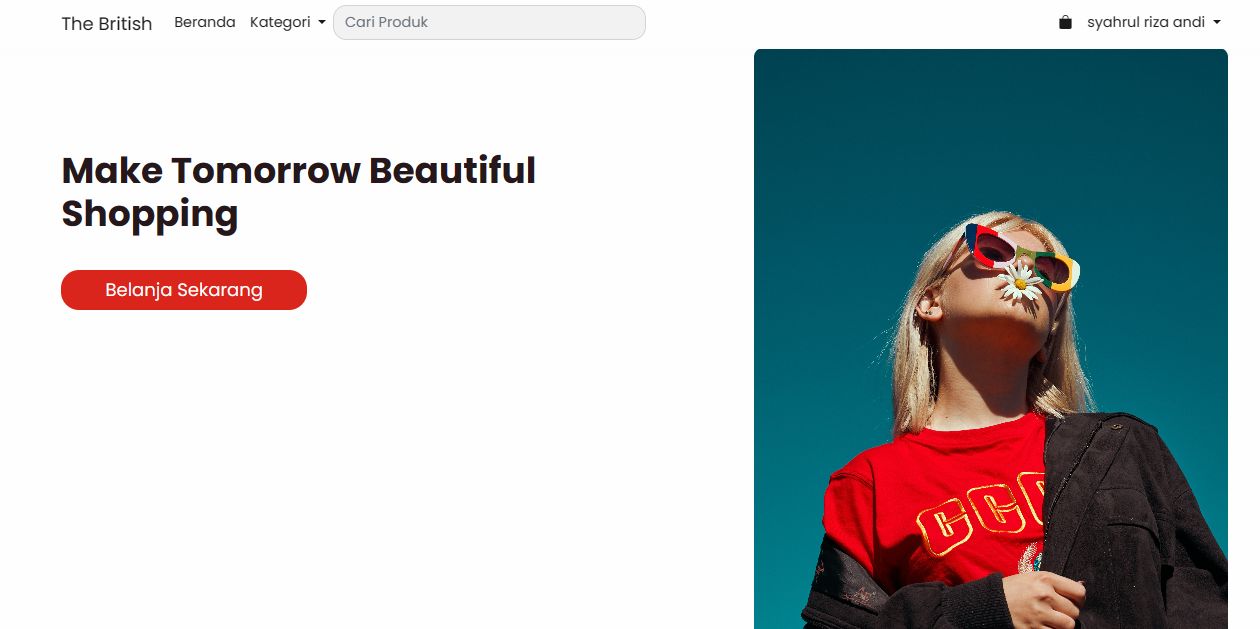 The British
Beranda
Kategori
Cari Produk
syahrul riza andi
Make Tomorrow Beautiful
Shopping
Belanja Sekarang